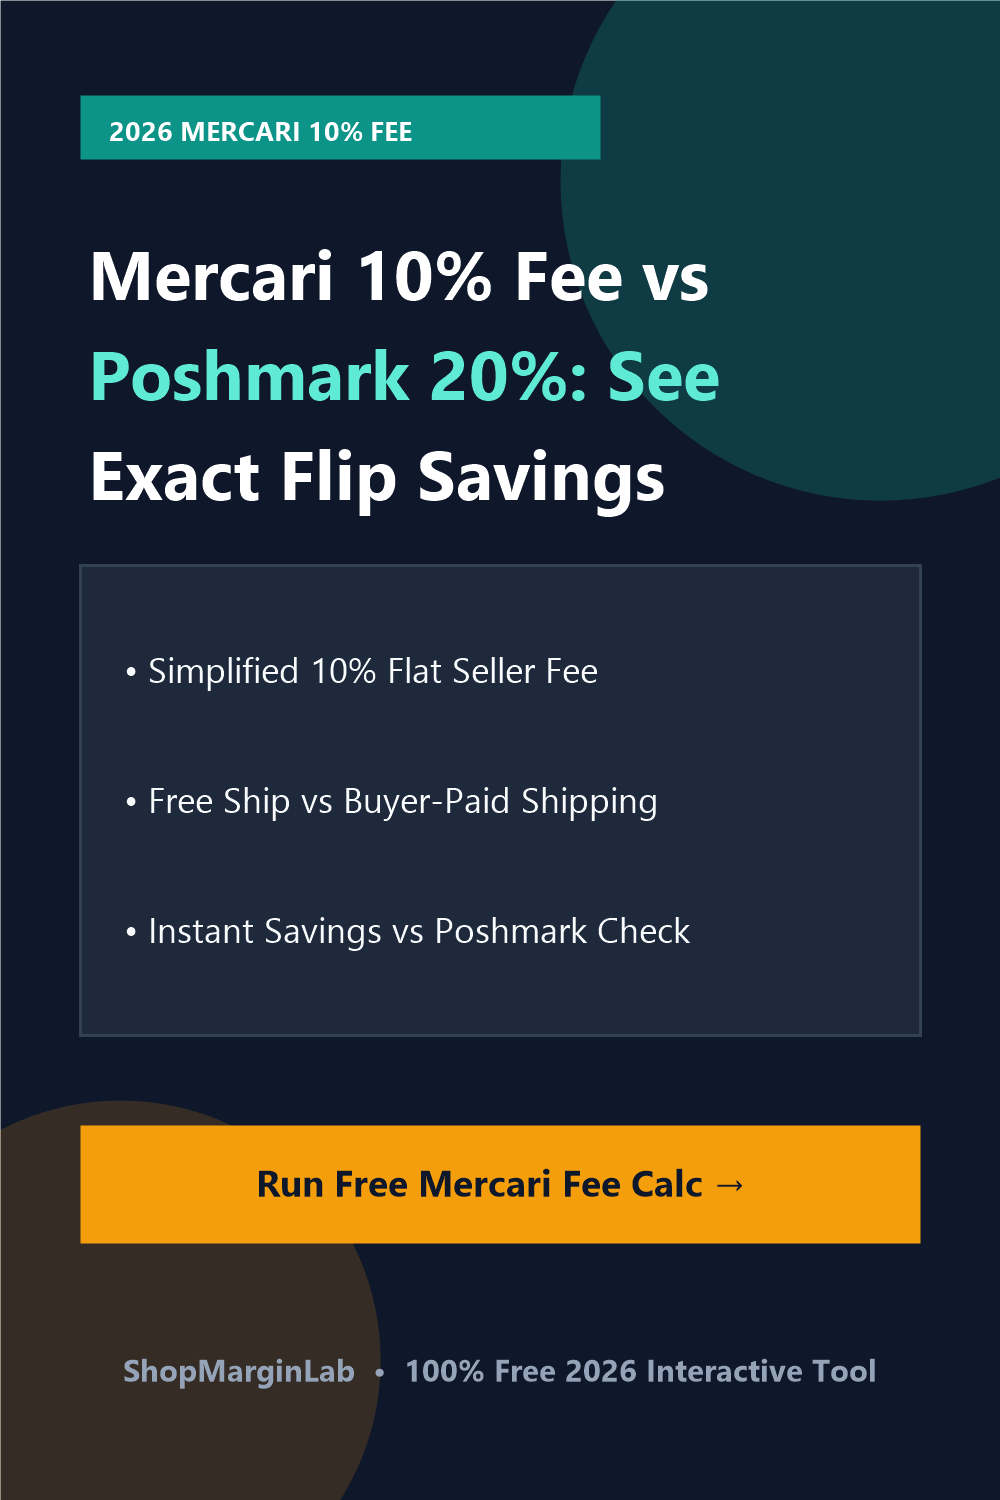 2026 MERCARI 10% FEE
Mercari 10% Fee vs
Poshmark 20%: See
Exact Flip Savings
• Simplified 10% Flat Seller Fee
• Free Ship vs Buyer-Paid Shipping
• Instant Savings vs Poshmark Check
Run Free Mercari Fee Calc →
ShopMarginLab • 100% Free 2026 Interactive Tool